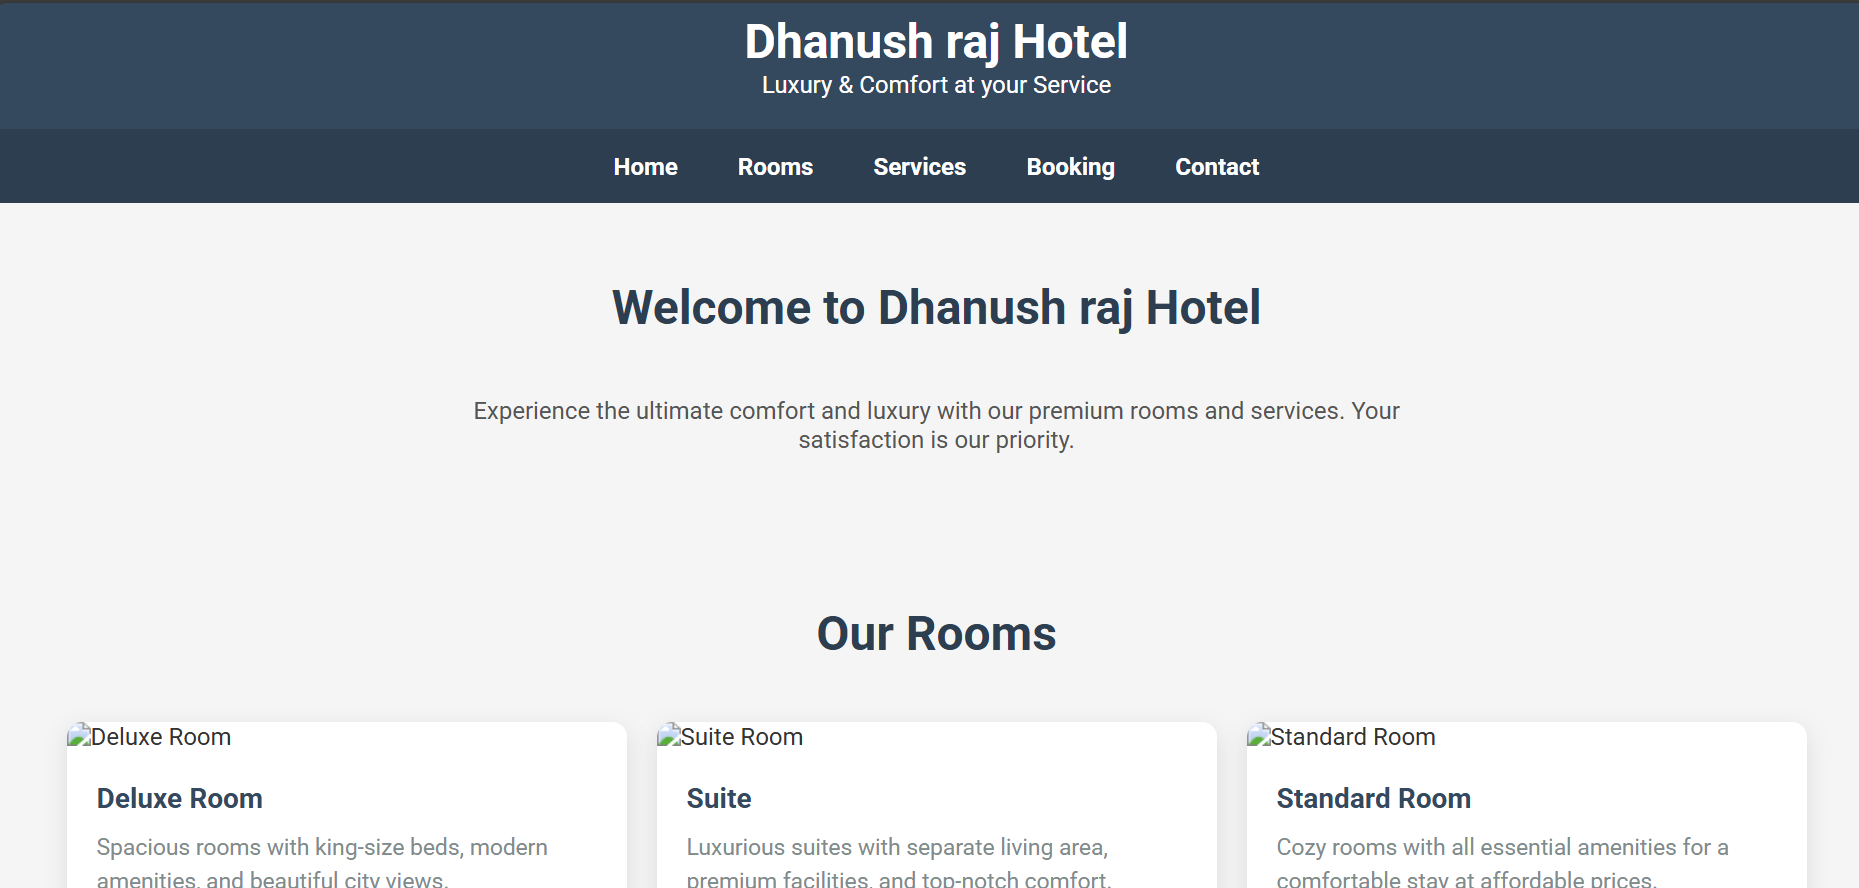 Dhanush raj Hotel
Luxury & Comfort at your Service
Home Rooms Services Booking Contact
Welcome to Dhanush raj Hotel
Experience the ultimate comfort and luxury with our premium rooms and services. Your
satisfaction is our priority.
Our Rooms
Deluxe Room
Deluxe Room
Spacious rooms with king-size beds, modern
amenities, and beautiful city views.
Suite Room
Suite
Luxurious suites with separate living area,
premium facilities, and top-notch comfort.
Standard Room
Standard Room
Cozy rooms with all essential amenities for a
comfortable stay at affordable prices.